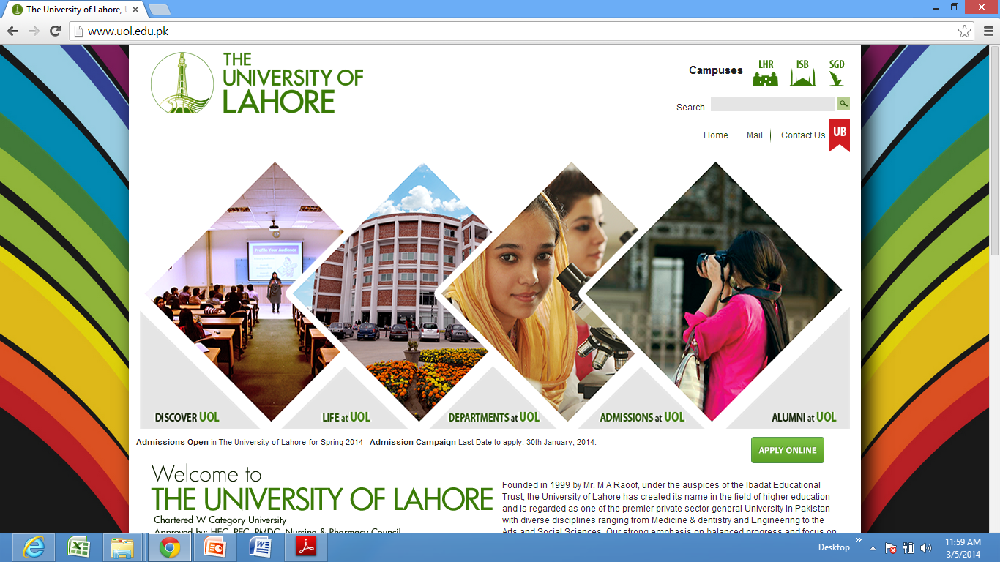 The University of Lahore,
www.uol.edu.pk
THE
UNIVERSITY OF
LAHORE
Campuses
LHR ISB SGD
Search
Home Mail Contact Us UB
Profile Your Audience
DISCOVER UOL
LIFE at UOL
DEPARTMENTS at UOL
ADMISSIONS at UOL
ALUMNI at UOL
Admissions Open in The University of Lahore for Spring 2014 Admission Campaign Last Date to apply: 30th January, 2014.
APPLY ONLINE
Welcome to
THE UNIVERSITY OF LAHORE
Chartered W Category University
Approved by: HEC, PEC, PMDC, Nursing & Pharmacy Council
Founded in 1999 by Mr. M A Raoof, under the auspices of the Ibadat Educational
Trust, the University of Lahore has created its name in the field of higher education
and is regarded as one of the premier private sector general University in Pakistan
with diverse disciplines ranging from Medicine & dentistry and Engineering to the
Arts and Social Sciences. Our strong emphasis on balanced progress and focus on
Desktop
11:59 AM
3/5/2014